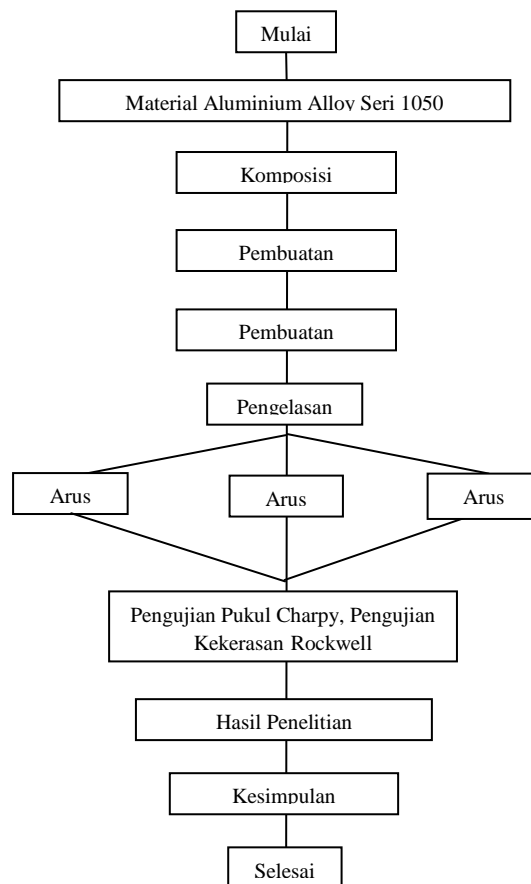 Mulai
Material Aluminium Alloy Seri 1050
Komposisi
Pembuatan
Pembuatan
Pengelasan
Arus
Arus
Arus
Pengujian Pukul Charpy, Pengujian
Kekerasan Rockwell
Hasil Penelitian
Kesimpulan
Selesai